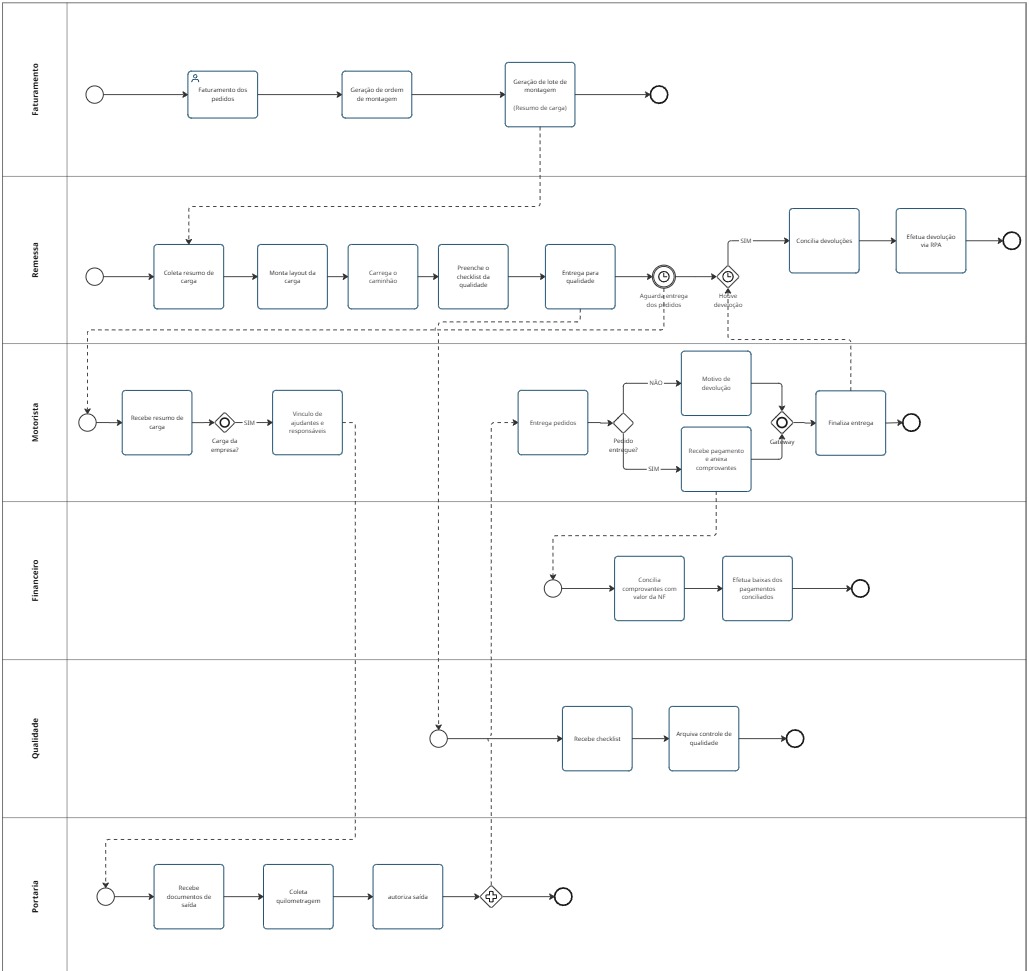 Faturamento
Faturamento dos
pedidos
Geração de ordem
de montagem
Geração de lote de
montagem
(Resumo de carga)
Remessa
Coleta resumo de
carga
Monta layout da
carga
Carrega o
caminhão
Preenche o
checklist da
qualidade
Entrega para
qualidade
Aguarda entrega
dos pedidos
Houve
devolução
SIM
Concilia devoluções
Efetua devolução
via RPA
Motorista
Recebe resumo de
carga
Carga da
empresa?
SIM
Vinculo de
ajudantes e
responsáveis
Entrega pedidos
Pedido
entregue?
NÃO
Motivo de
devolução
SIM
Recebe pagamento
e anexa
comprovantes
Gateway
Finaliza entrega
Financeiro
Concilia
comprovantes com
valor da NF
Efetua baixas dos
pagamentos
conciliados
Qualidade
Recebe checklist
Arquiva controle de
qualidade
Portaria
Recebe
documentos de
saída
Coleta
quilometragem
autoriza saída